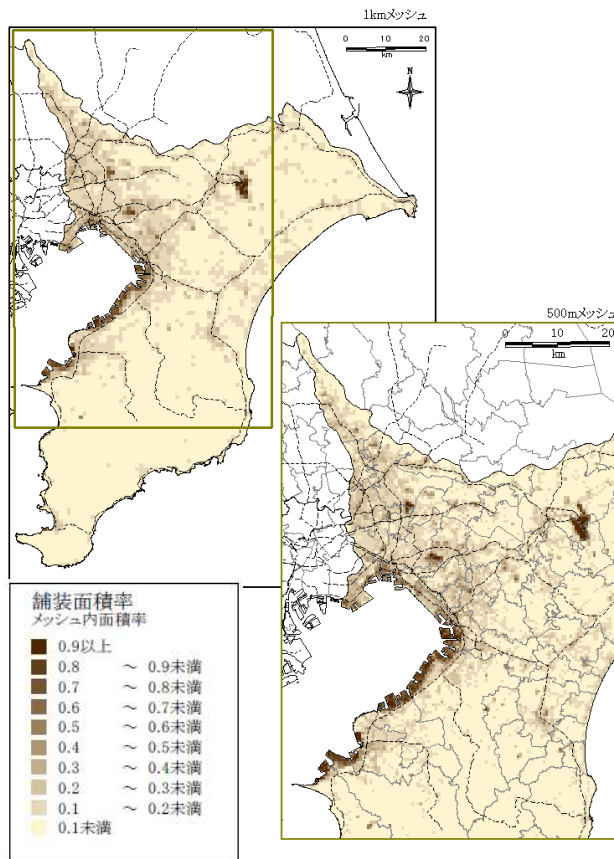 1kmメッシュ
0 10 20
km
N
500mメッシュ
0 10 20
km
舗装面積率
メッシュ内面積率
0.9以上
0.8 ～ 0.9未満
0.7 ～ 0.8未満
0.6 ～ 0.7未満
0.5 ～ 0.6未満
0.4 ～ 0.5未満
0.3 ～ 0.4未満
0.2 ～ 0.3未満
0.1 ～ 0.2未満
0.1未満